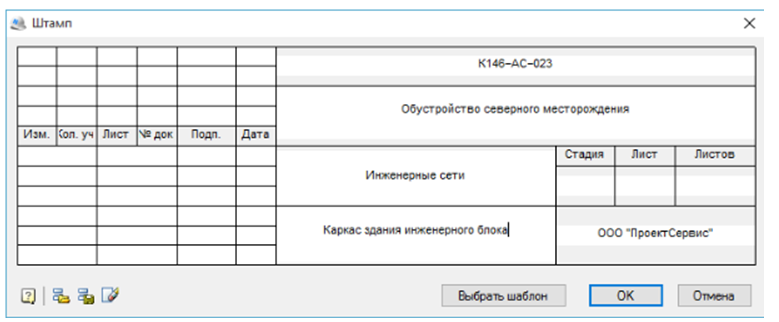 Штамп
К146-АС-023
Обустройство северного месторождения
Изм. Кол. уч Лист № док Подп. Дата
Стадия Лист Листов
Инженерные сети
Каркас здания инженерного блока
ООО "ПроектСервис"
? Выбрать шаблон OK Отмена